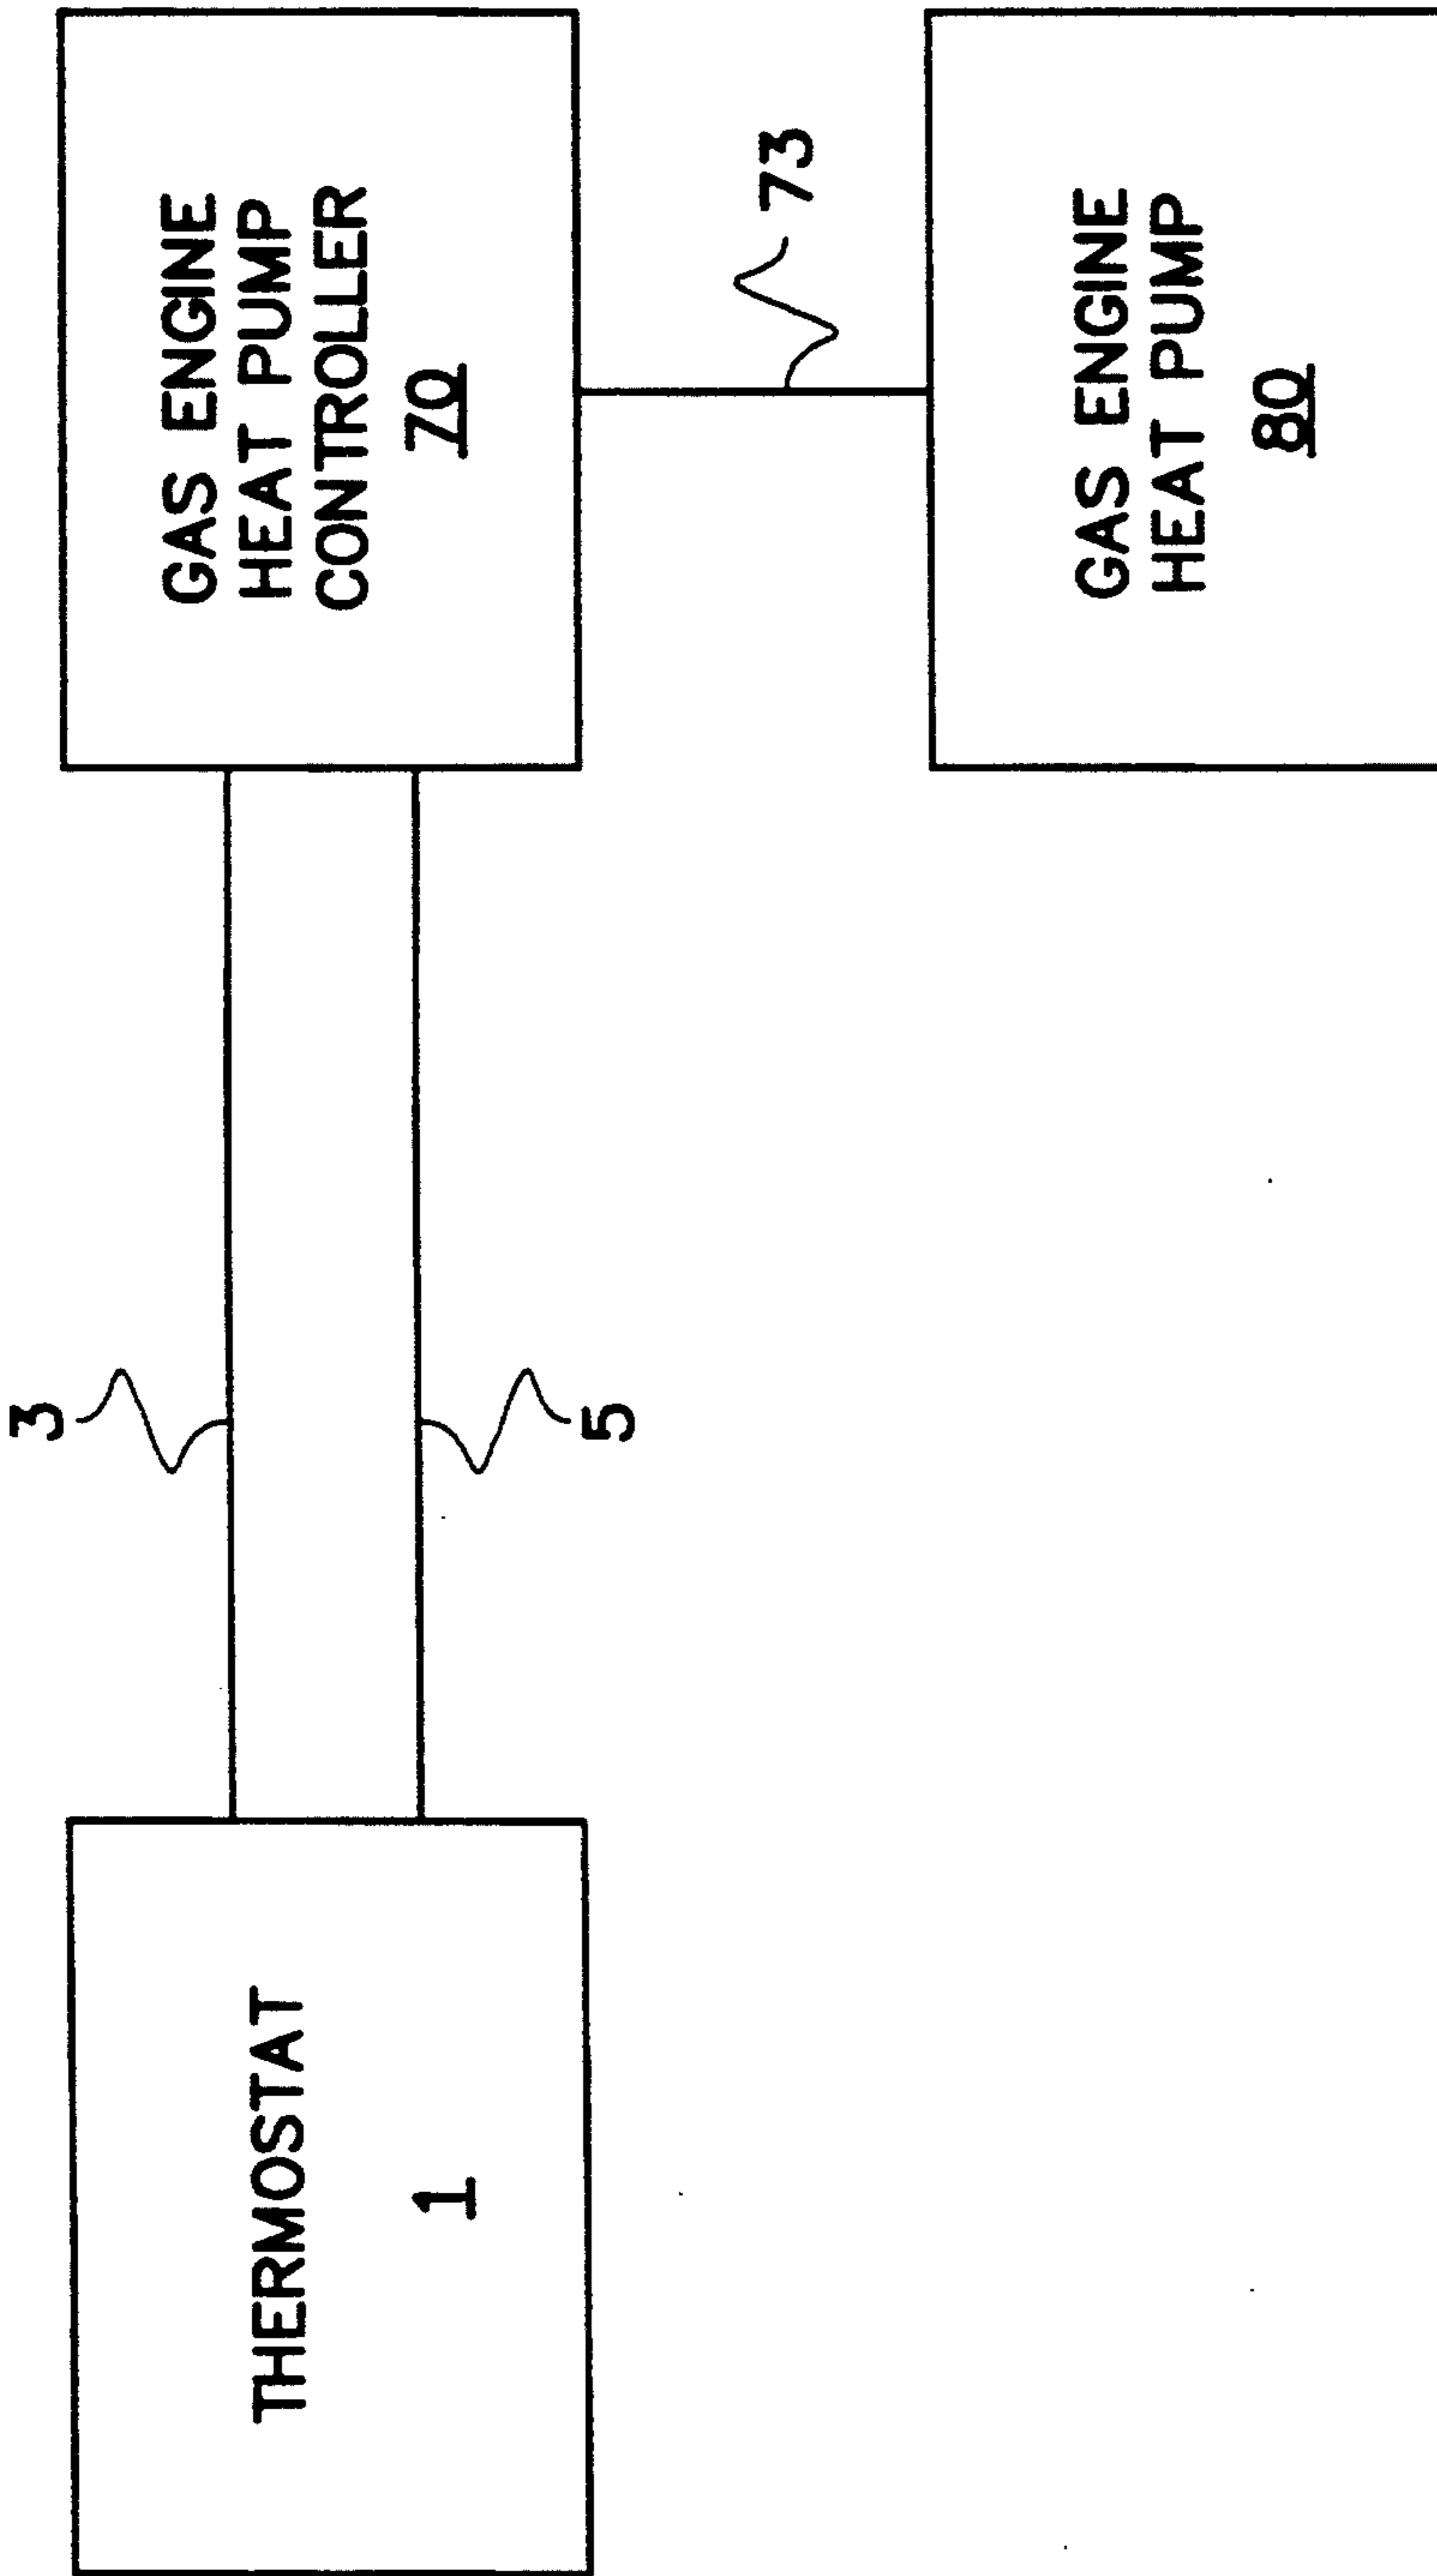 THERMOSTAT
1
3
5
GAS ENGINE
HEAT PUMP
CONTROLLER
70
73
GAS ENGINE
HEAT PUMP
80